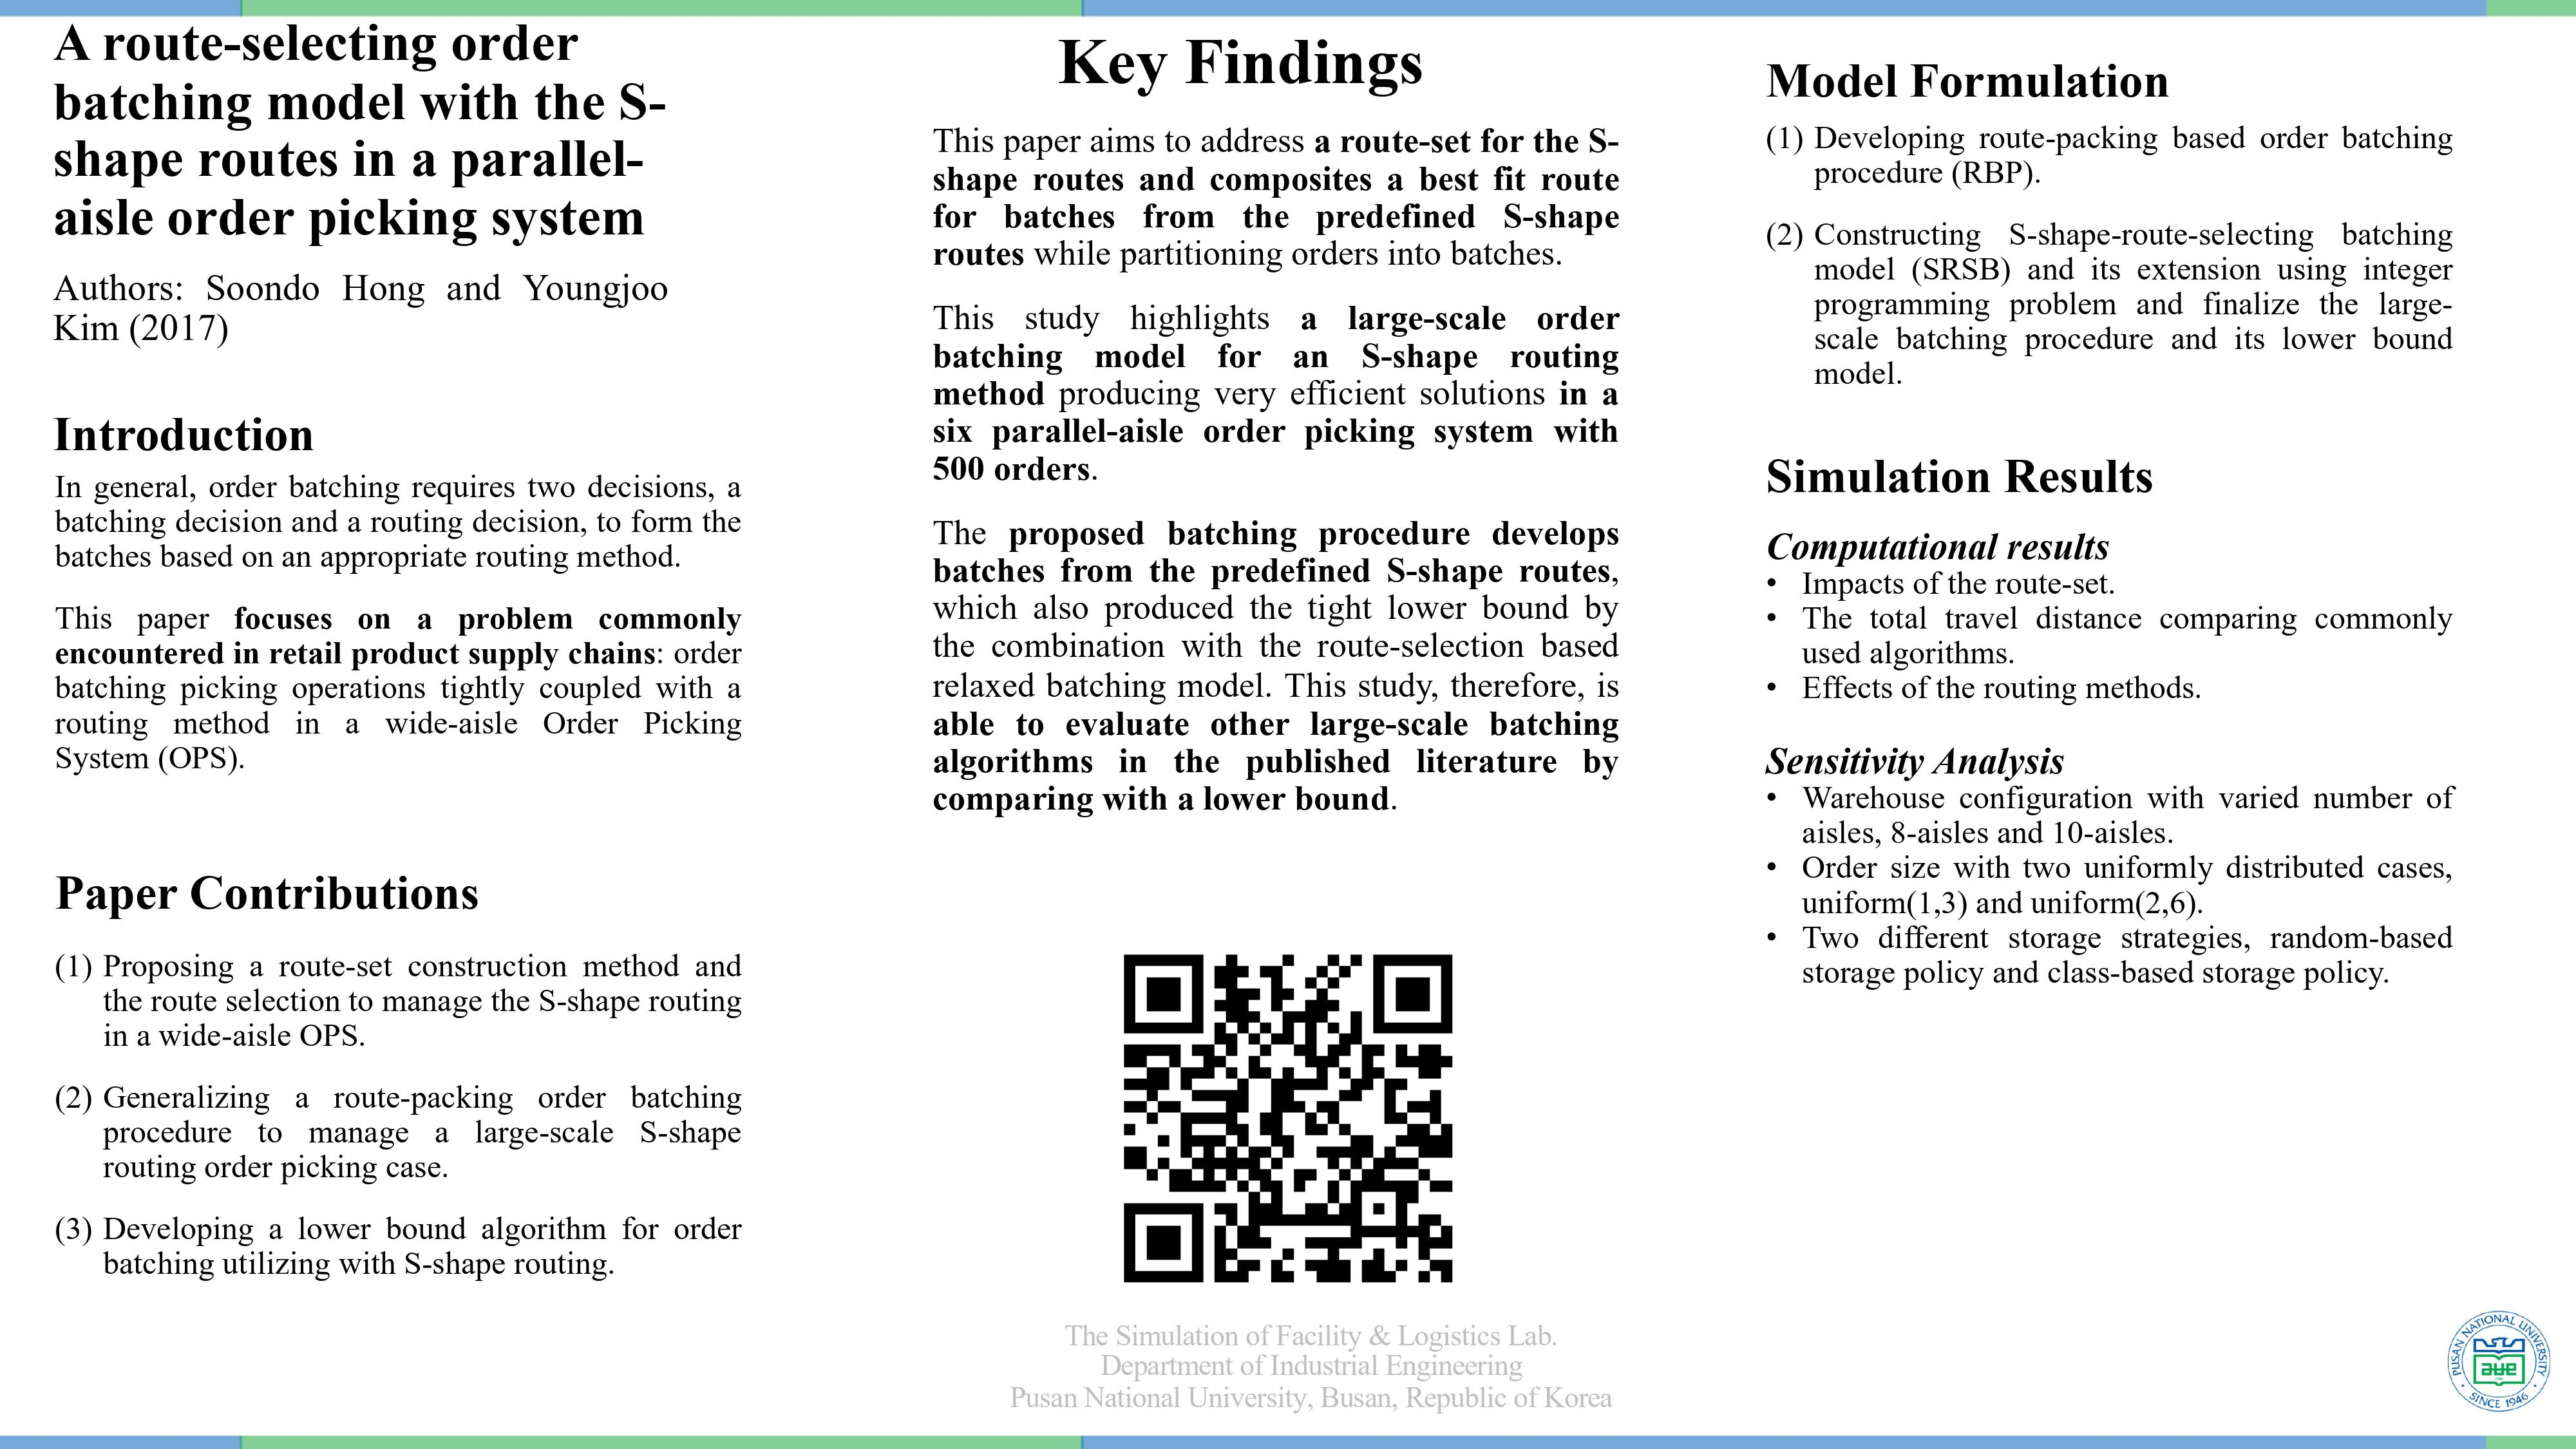 A route-selecting order
batching model with the S-
shape routes in a parallel-
aisle order picking system
Authors: Soondo Hong and Youngjoo
Kim (2017)
Introduction
In general, order batching requires two decisions, a
batching decision and a routing decision, to form the
batches based on an appropriate routing method.
This paper focuses on a problem commonly
encountered in retail product supply chains: order
batching picking operations tightly coupled with a
routing method in a wide-aisle Order Picking
System (OPS).
Paper Contributions
(1) Proposing a route-set construction method and
the route selection to manage the S-shape routing
in a wide-aisle OPS.
(2) Generalizing a route-packing order batching
procedure to manage a large-scale S-shape
routing order picking case.
(3) Developing a lower bound algorithm for order
batching utilizing with S-shape routing.
Key Findings
This paper aims to address a route-set for the S-
shape routes and composites a best fit route
for batches from the predefined S-shape
routes while partitioning orders into batches.
This study highlights a large-scale order
batching model for an S-shape routing
method producing very efficient solutions in a
six parallel-aisle order picking system with
500 orders.
The proposed batching procedure develops
batches from the predefined S-shape routes,
which also produced the tight lower bound by
the combination with the route-selection based
relaxed batching model. This study, therefore, is
able to evaluate other large-scale batching
algorithms in the published literature by
comparing with a lower bound.
The Simulation of Facility & Logistics Lab.
Department of Industrial Engineering
Pusan National University, Busan, Republic of Korea
Model Formulation
(1) Developing route-packing based order batching
procedure (RBP).
(2) Constructing S-shape-route-selecting batching
model (SRSB) and its extension using integer
programming problem and finalize the large-
scale batching procedure and its lower bound
model.
Simulation Results
Computational results
• Impacts of the route-set.
• The total travel distance comparing commonly
used algorithms.
• Effects of the routing methods.
Sensitivity Analysis
• Warehouse configuration with varied number of
aisles, 8-aisles and 10-aisles.
• Order size with two uniformly distributed cases,
uniform(1,3) and uniform(2,6).
• Two different storage strategies, random-based
storage policy and class-based storage policy.
PUSAN NATIONAL UNIVERSITY
SINCE 1946